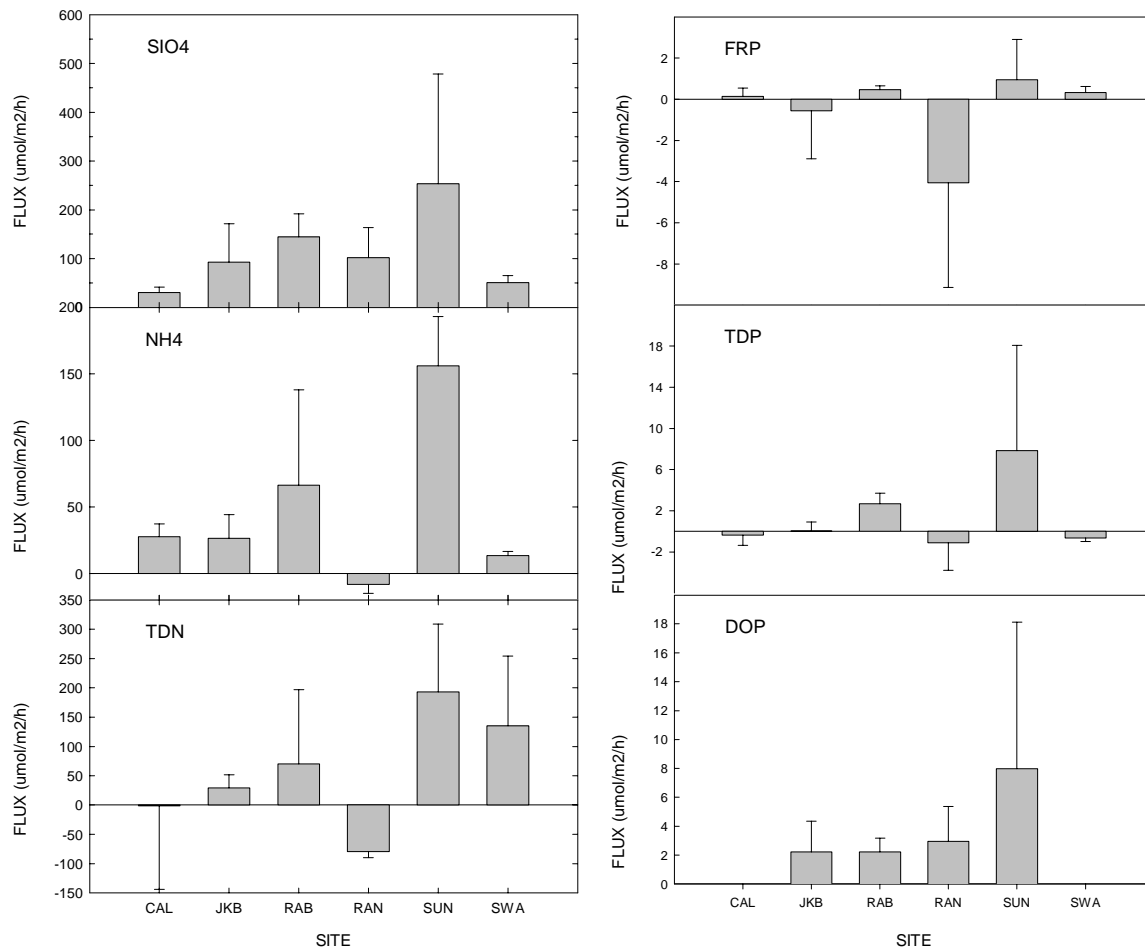 SIO4
FLUX (umol/m2/h)
600
500
400
300
200
100
0
NH4
FLUX (umol/m2/h)
200
150
100
50
0
TDN
FLUX (umol/m2/h)
350
300
250
200
150
100
50
0
-50
-100
-150
CAL JKB RAB RAN SUN SWA
SITE
FRP
FLUX (umol/m2/h)
2
0
-2
-4
-6
-8
TDP
FLUX (umol/m2/h)
18
14
10
6
2
-2
DOP
FLUX (umol/m2/h)
18
16
14
12
10
8
6
4
2
0
CAL JKB RAB RAN SUN SWA
SITE